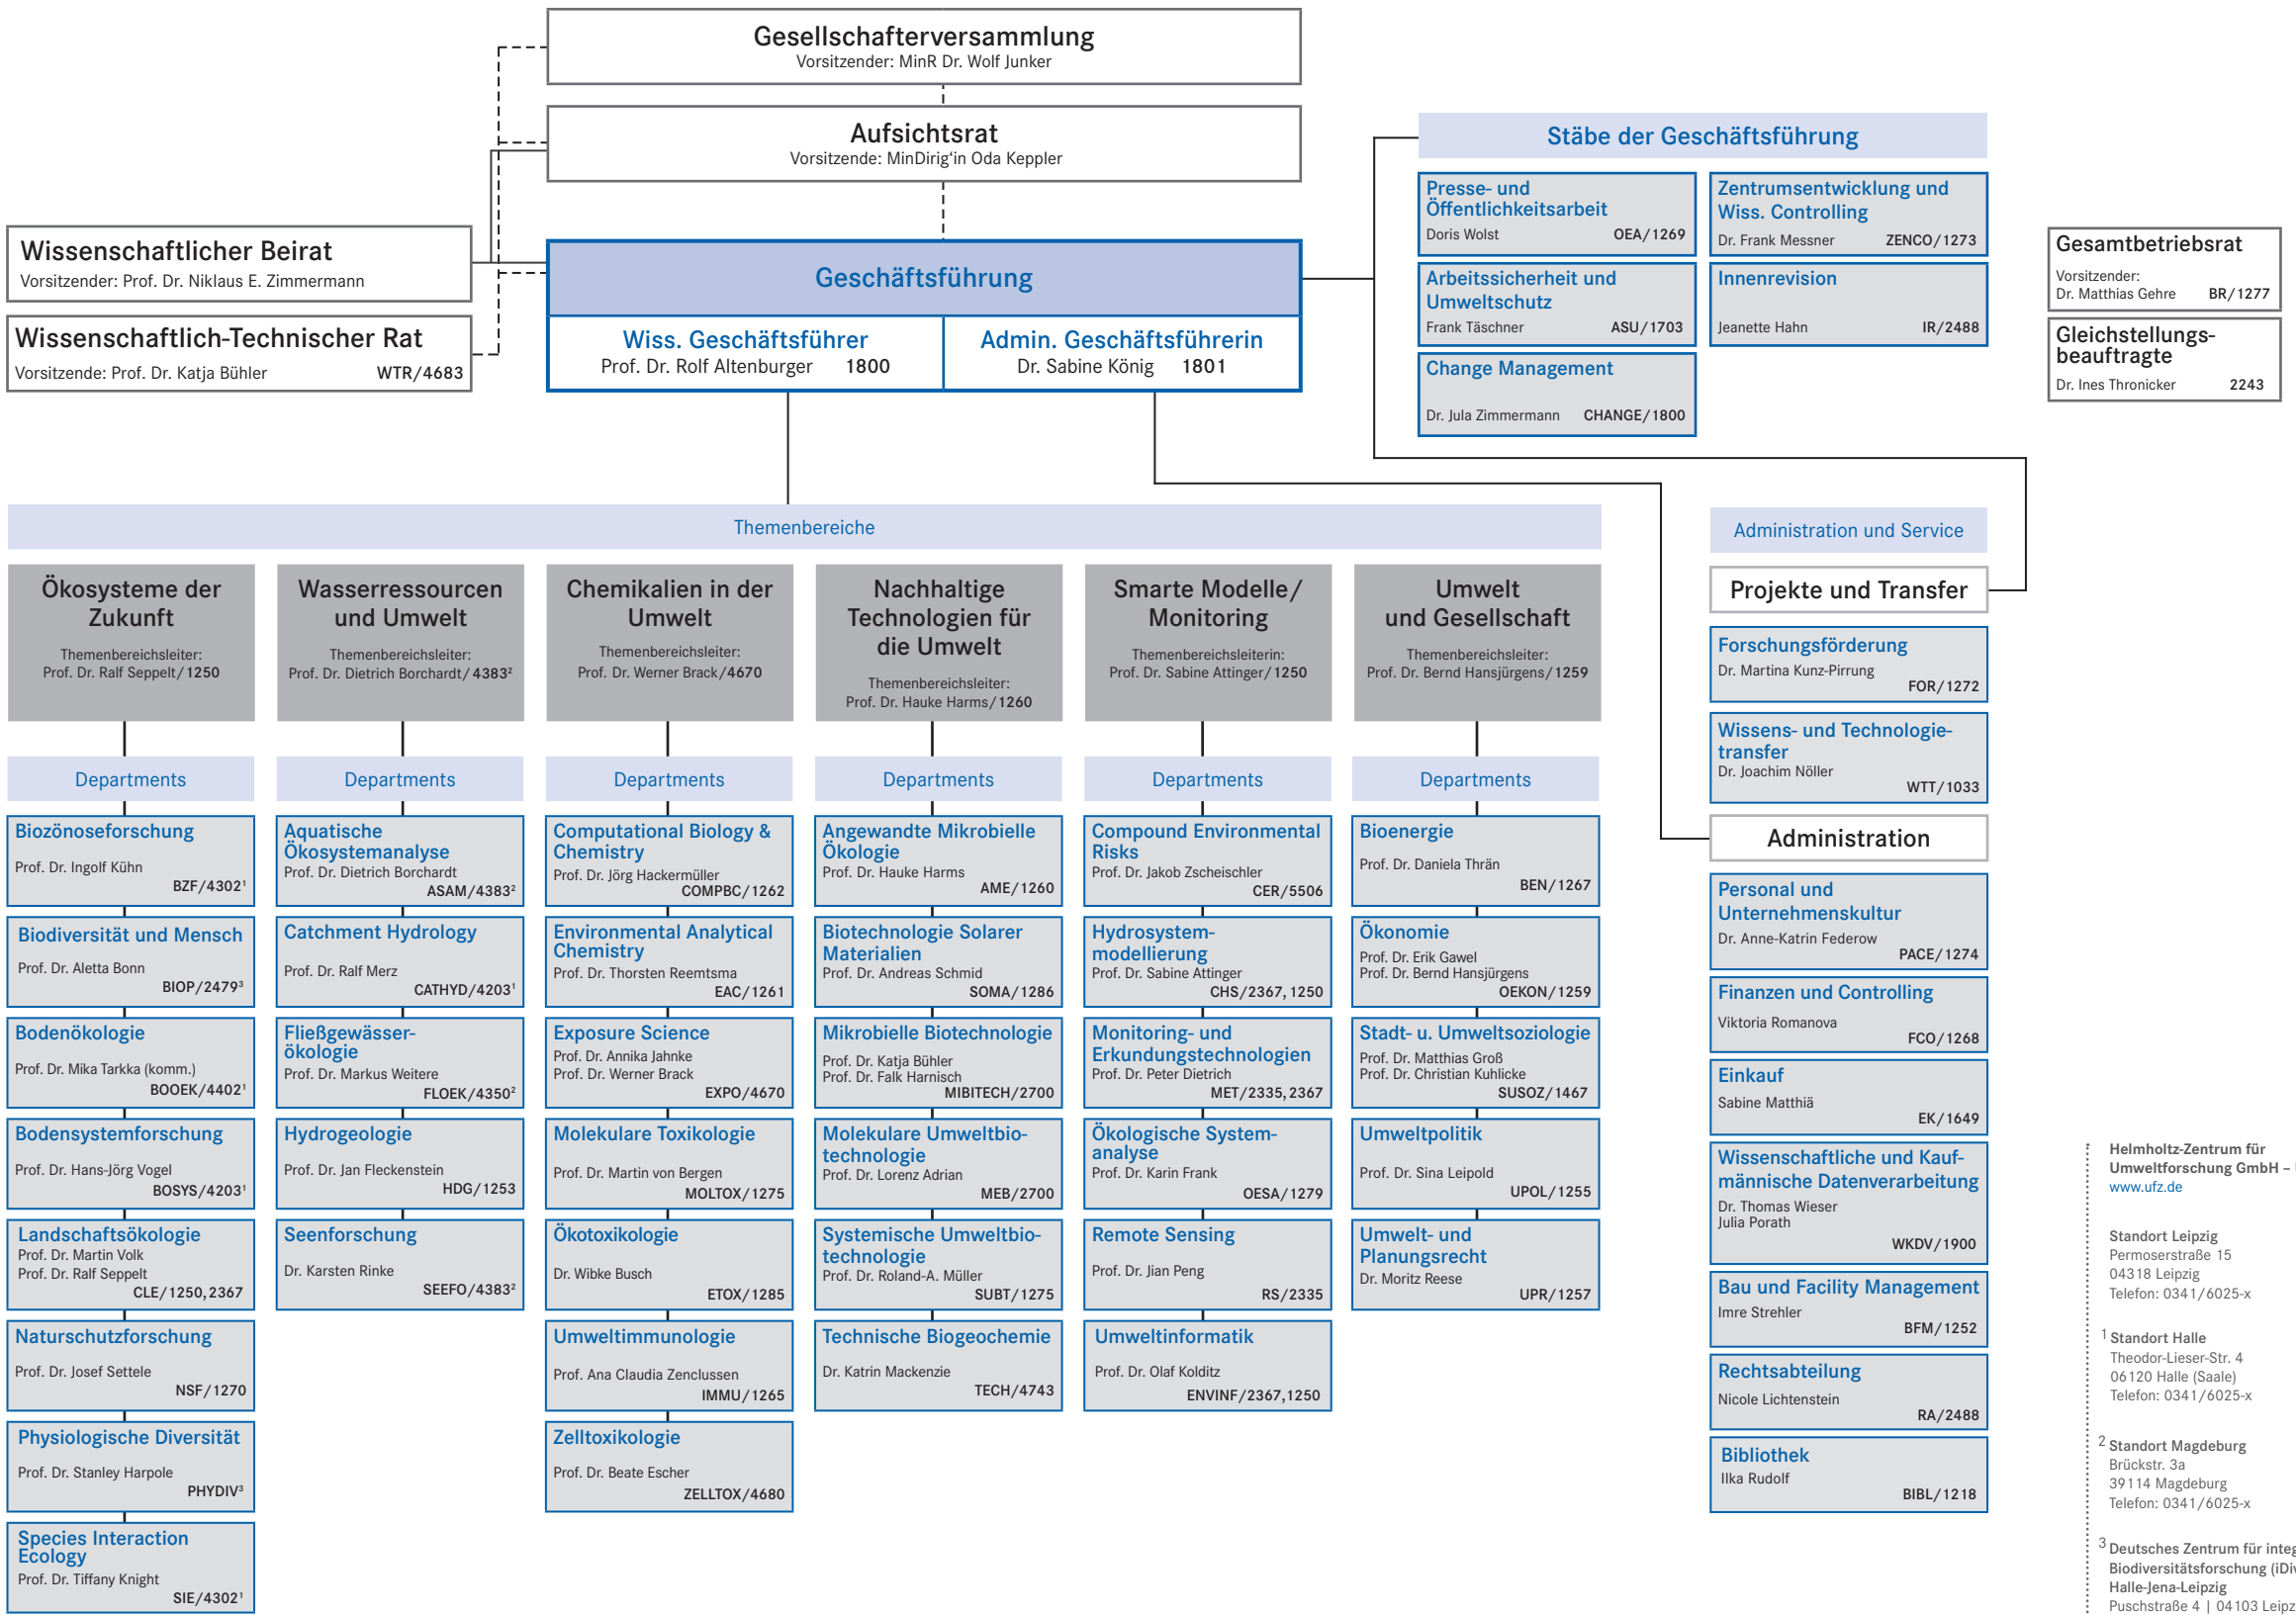 Gesellschafterversammlung
Vorsitzender: MinR Dr. Wolf Junker
Aufsichtsrat
Vorsitzende: MinDirig‘in Oda Keppler
Wissenschaftlicher Beirat
Vorsitzender: Prof. Dr. Niklaus E. Zimmermann
Wissenschaftlich-Technischer Rat
Vorsitzende: Prof. Dr. Katja Bühler WTR/4683
Geschäftsführung
Wiss. Geschäftsführer
Prof. Dr. Rolf Altenburger 1800
Admin. Geschäftsführerin
Dr. Sabine König 1801
Stäbe der Geschäftsführung
Presse- und
Öffentlichkeitsarbeit
Doris Wolst OEA/1269
Zentrumsentwicklung und
Wiss. Controlling
Dr. Frank Messner ZENCO/1273
Arbeitssicherheit und
Umweltschutz
Frank Täschner ASU/1703
Innenrevision
Jeanette Hahn IR/2488
Change Management
Dr. Jula Zimmermann CHANGE/1800
Gesamtbetriebsrat
Vorsitzender:
Dr. Matthias Gehre BR/1277
Gleichstellungs-
beauftragte
Dr. Ines Thronicker 2243
Themenbereiche
Ökosysteme der
Zukunft
Themenbereichsleiter:
Prof. Dr. Ralf Seppelt/1250
Departments
Biozönoseforschung
Prof. Dr. Ingolf Kühn
BZF/4302¹
Biodiversität und Mensch
Prof. Dr. Aletta Bonn
BIOP/2479³
Bodenökologie
Prof. Dr. Mika Tarkka (komm.)
BOOEK/4402¹
Bodensystemforschung
Prof. Dr. Hans-Jörg Vogel
BOSYS/4203¹
Landschaftsökologie
Prof. Dr. Martin Volk
Prof. Dr. Ralf Seppelt
CLE/1250,2367
Naturschutzforschung
Prof. Dr. Josef Settele
NSF/1270
Physiologische Diversität
Prof. Dr. Stanley Harpole
PHYDIV³
Species Interaction
Ecology
Prof. Dr. Tiffany Knight
SIE/4302¹
Wasserressourcen
und Umwelt
Themenbereichsleiter:
Prof. Dr. Dietrich Borchardt/4383²
Departments
Aquatische
Ökosystemanalyse
Prof. Dr. Dietrich Borchardt
ASAM/4383²
Catchment Hydrology
Prof. Dr. Ralf Merz
CATHYD/4203¹
Fließgewässer-
ökologie
Prof. Dr. Markus Weitere
FLOEK/4350²
Hydrogeologie
Prof. Dr. Jan Fleckenstein
HDG/1253
Seenforschung
Dr. Karsten Rinke
SEEFO/4383²
Chemikalien in der
Umwelt
Themenbereichsleiter:
Prof. Dr. Werner Brack/4670
Departments
Computational Biology &
Chemistry
Prof. Dr. Jörg Hackermüller
COMPBC/1262
Environmental Analytical
Chemistry
Prof. Dr. Thorsten Reemtsma
EAC/1261
Exposure Science
Prof. Dr. Annika Jahnke
Prof. Dr. Werner Brack
EXPO/4670
Molekulare Toxikologie
Prof. Dr. Martin von Bergen
MOLTOX/1275
Ökotoxikologie
Dr. Wibke Busch
ETOX/1285
Umweltimmunologie
Prof. Ana Claudia Zenclussen
IMMU/1265
Zelltoxikologie
Prof. Dr. Beate Escher
ZELLTOX/4680
Nachhaltige
Technologien für
die Umwelt
Themenbereichsleiter:
Prof. Dr. Hauke Harms/1260
Departments
Angewandte Mikrobielle
Ökologie
Prof. Dr. Hauke Harms
AME/1260
Biotechnologie Solarer
Materialien
Prof. Dr. Andreas Schmid
SOMA/1286
Mikrobielle Biotechnologie
Prof. Dr. Katja Bühler
Prof. Dr. Falk Harnisch
MIBITECH/2700
Molekulare Umweltbio-
technologie
Prof. Dr. Lorenz Adrian
MEB/2700
Systemische Umweltbio-
technologie
Prof. Dr. Roland-A. Müller
SUBT/1275
Technische Biogeochemie
Dr. Katrin Mackenzie
TECH/4743
Smarte Modelle/
Monitoring
Themenbereichsleiterin:
Prof. Dr. Sabine Attinger/1250
Departments
Compound Environmental
Risks
Prof. Dr. Jakob Zscheischler
CER/5506
Hydrosystem-
modellierung
Prof. Dr. Sabine Attinger
CHS/2367, 1250
Monitoring- und
Erkundungstechnologien
Prof. Dr. Peter Dietrich
MET/2335, 2367
Ökologische System-
analyse
Prof. Dr. Karin Frank
OESA/1279
Remote Sensing
Prof. Dr. Jian Peng
RS/2335
Umweltinformatik
Prof. Dr. Olaf Kolditz
ENVINF/2367,1250
Umwelt
und Gesellschaft
Themenbereichsleiter:
Prof. Dr. Bernd Hansjürgens/1259
Departments
Bioenergie
Prof. Dr. Daniela Thrän
BEN/1267
Ökonomie
Prof. Dr. Erik Gawel
Prof. Dr. Bernd Hansjürgens
OEKON/1259
Stadt- u. Umweltsoziologie
Prof. Dr. Matthias Groß
Prof. Dr. Christian Kuhlicke
SUSOZ/1467
Umweltpolitik
Prof. Dr. Sina Leipold
UPOL/1255
Umwelt- und
Planungsrecht
Dr. Moritz Reese
UPR/1257
Administration und Service
Projekte und Transfer
Forschungsförderung
Dr. Martina Kunz-Pirrung
FOR/1272
Wissens- und Technologie-
transfer
Dr. Joachim Nöller
WTT/1033
Administration
Personal und
Unternehmenskultur
Dr. Anne-Katrin Federow
PACE/1274
Finanzen und Controlling
Viktoria Romanova
FCO/1268
Einkauf
Sabine Matthiä
EK/1649
Wissenschaftliche und Kauf-
männische Datenverarbeitung
Dr. Thomas Wieser
Julia Porath
WKDV/1900
Bau und Facility Management
Imre Strehler
BFM/1252
Rechtsabteilung
Nicole Lichtenstein
RA/2488
Bibliothek
Ilka Rudolf
BIBL/1218
Helmholtz-Zentrum für
Umweltforschung GmbH –
www.ufz.de
Standort Leipzig
Permoserstraße 15
04318 Leipzig
Telefon: 0341/6025-x
¹ Standort Halle
Theodor-Lieser-Str. 4
06120 Halle (Saale)
Telefon: 0341/6025-x
² Standort Magdeburg
Brückstr. 3a
39114 Magdeburg
Telefon: 0341/6025-x
³ Deutsches Zentrum für
Biodiversitätsforschung
Halle-Jena-Leipzig
Puschstraße 4 | 04103